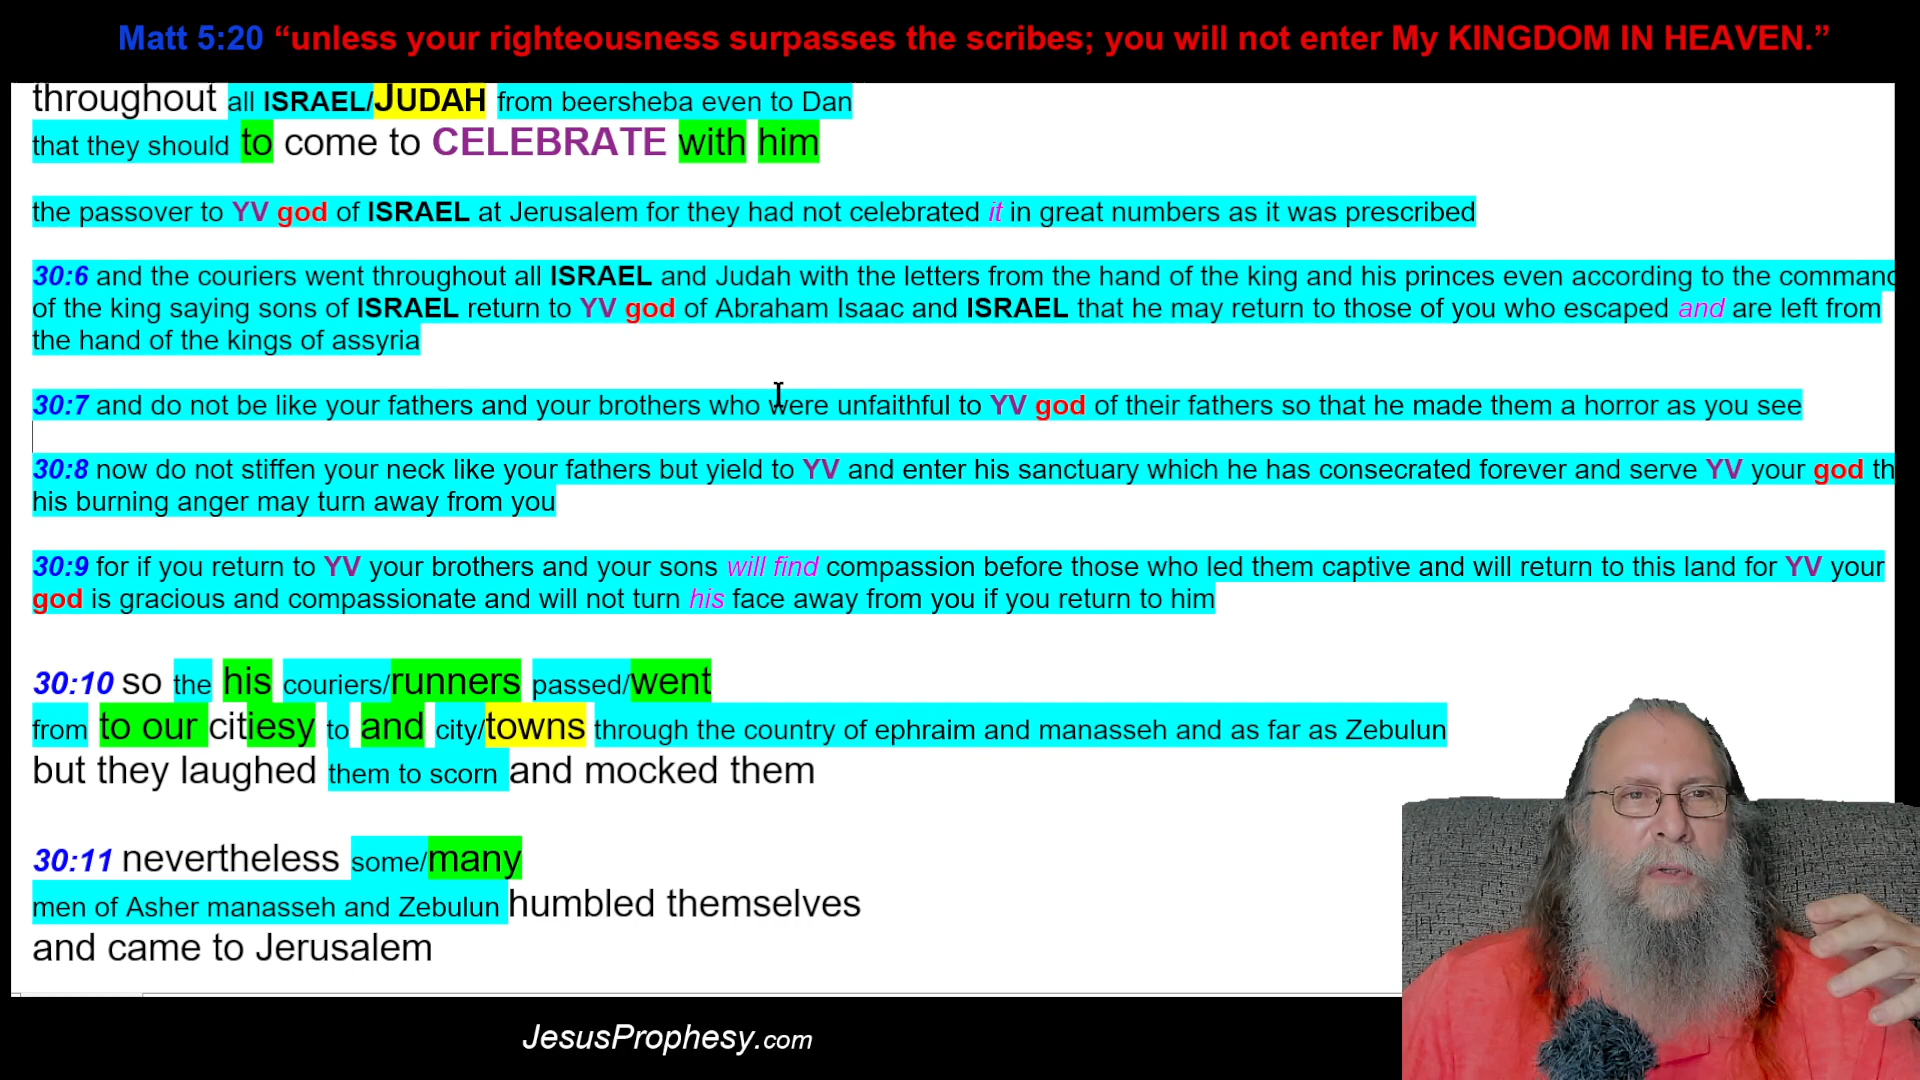 Matt 5:20 “unless your righteousness surpasses the scribes; you will not enter My KINGDOM IN HEAVEN.”
throughout all ISRAEL/JUDAH from beersheba even to Dan
that they should to come to CELEBRATE with him
the passover to YV god of ISRAEL at Jerusalem for they had not celebrated it in great numbers as it was prescribed
30:6 and the couriers went throughout all ISRAEL and Judah with the letters from the hand of the king and his princes even according to the command
of the king saying sons of ISRAEL return to YV god of Abraham Isaac and ISRAEL that he may return to those of you who escaped and are left from
the hand of the kings of assyria
30:7 and do not be like your fathers and your brothers who were unfaithful to YV god of their fathers so that he made them a horror as you see
30:8 now do not stiffen your neck like your fathers but yield to YV and enter his sanctuary which he has consecrated forever and serve YV your god th
his burning anger may turn away from you
30:9 for if you return to YV your brothers and your sons will find compassion before those who led them captive and will return to this land for YV your
god is gracious and compassionate and will not turn his face away from you if you return to him
30:10 so the his couriers/runners passed/went
from to our citiesy to and city/towns through the country of ephraim and manasseh and as far as Zebulun
but they laughed them to scorn and mocked them
30:11 nevertheless some/many
men of Asher manasseh and Zebulun humbled themselves
and came to Jerusalem
JesusProphesy.com